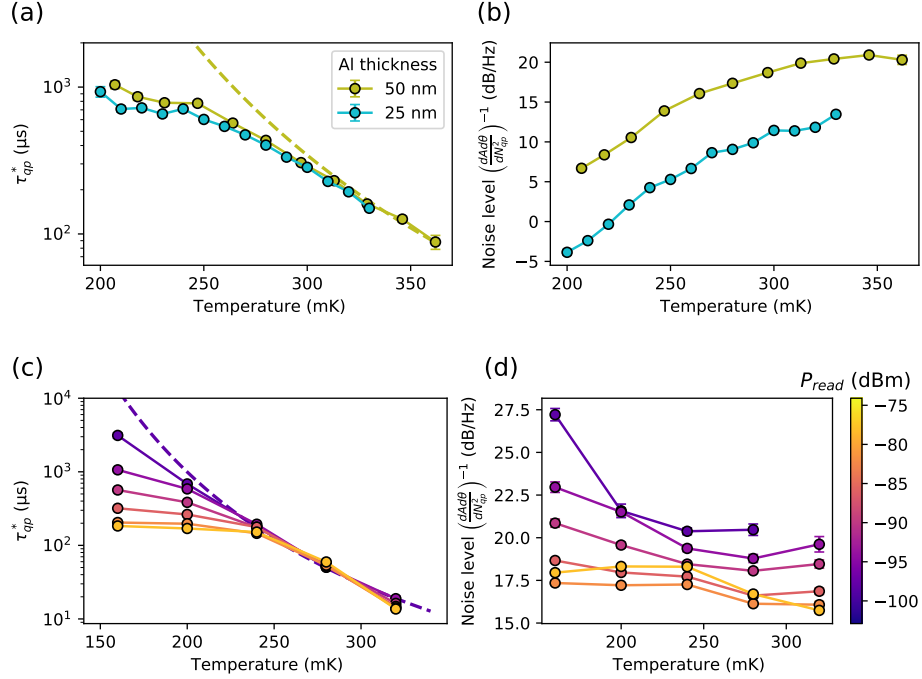 (a)
(b)
Al thickness
50 nm
25 nm
10³
10²
τ*qp (μs)
200 250 300 350
Temperature (mK)
20
15
10
5
0
−5
Noise level (dAdθ/dN²qp)⁻¹ (dB/Hz)
200 250 300 350
Temperature (mK)
(c)
(d)
10⁴
10³
10²
10¹
τ*qp (μs)
150 200 250 300
Temperature (mK)
27.5
25.0
22.5
20.0
17.5
15.0
Noise level (dAdθ/dN²qp)⁻¹ (dB/Hz)
200 250 300
Temperature (mK)
Pread (dBm)
−75
−80
−85
−90
−95
−100